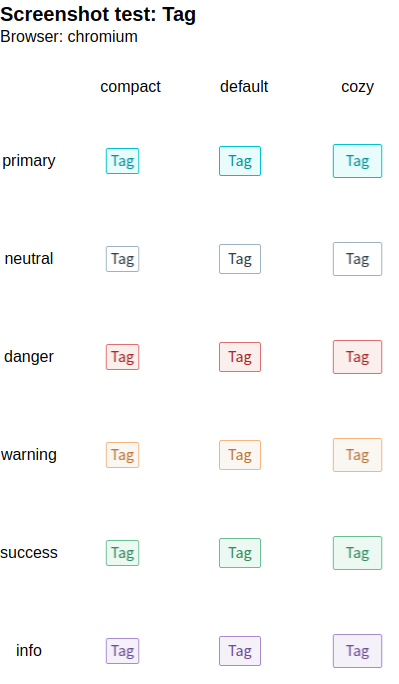 Screenshot test: Tag
Browser: chromium
compact default cozy
primary Tag Tag Tag
neutral Tag Tag Tag
danger Tag Tag Tag
warning Tag Tag Tag
success Tag Tag Tag
info Tag Tag Tag